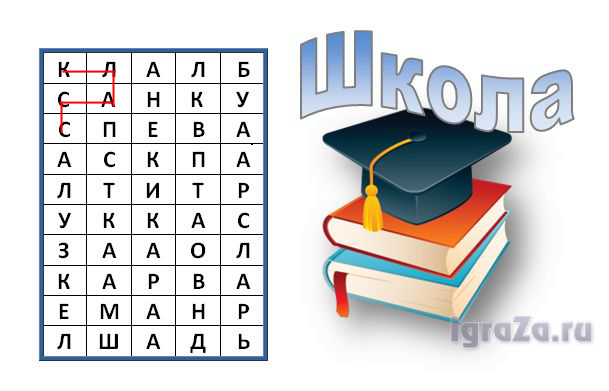 Школа
К Л А Л Б
С А Н К У
С П Е В А
А С К П А
Л Т И Т Р
У К К А С
З А А О Л
К А Р В А
Е М А Н Р
Л Ш А Д Ь
igraZa.ru